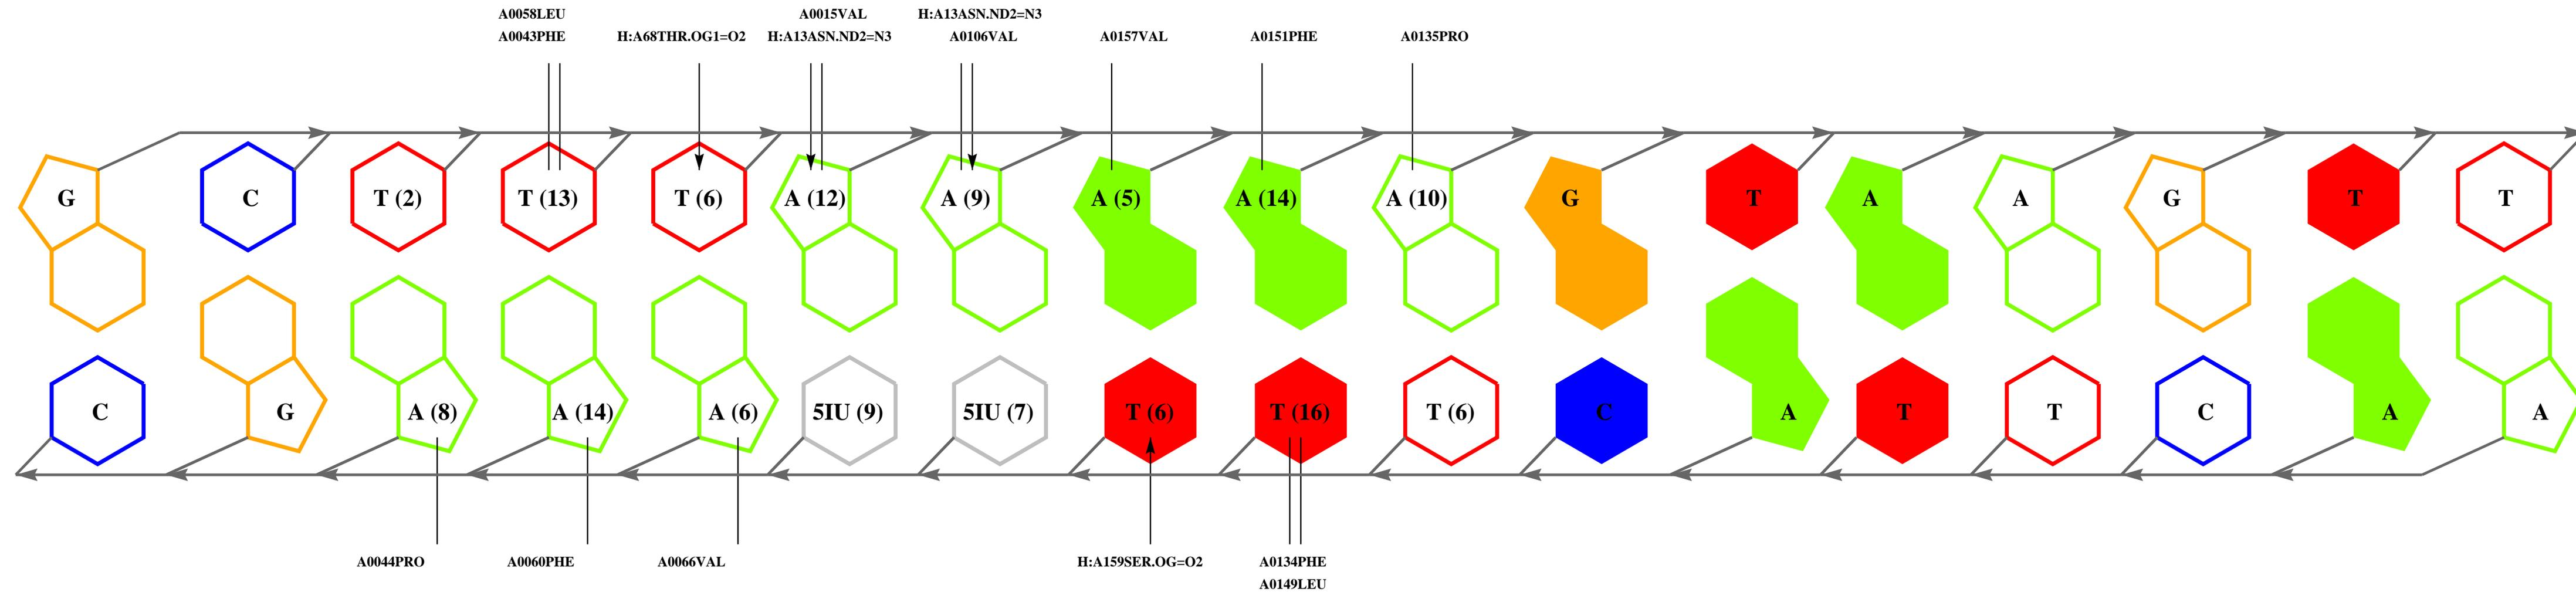 A0058LEU A0015VAL H:A13ASN.ND2=N3
A0043PHE H:A68THR.OG1=O2 H:A13ASN.ND2=N3 A0106VAL A0157VAL A0151PHE A0135PRO
G C T (2) T (13) T (6) A (12) A (9) A (5) A (14) A (10) G T A A G T T
C G A (8) A (14) A (6) 5IU (9) 5IU (7) T (6) T (16) T (6) C A T T C A A
A0044PRO A0060PHE A0066VAL H:A159SER.OG=O2 A0134PHE
A0149LEU